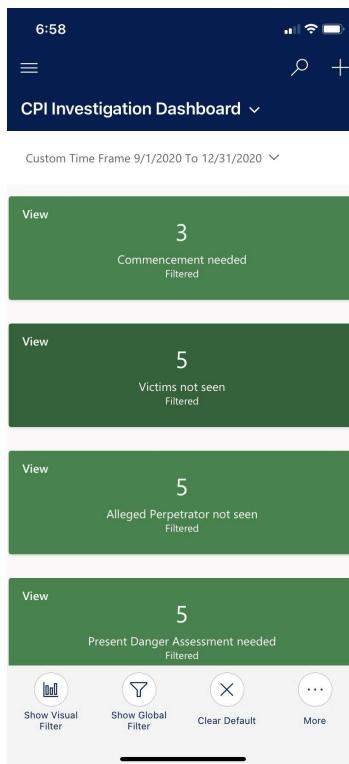 6:58
CPI Investigation Dashboard
Custom Time Frame 9/1/2020 To 12/31/2020
View
3
Commencement needed
Filtered
View
5
Victims not seen
Filtered
View
5
Alleged Perpetrator not seen
Filtered
View
5
Present Danger Assessment needed
Filtered
Show Visual
Filter
Show Global
Filter
Clear Default
More